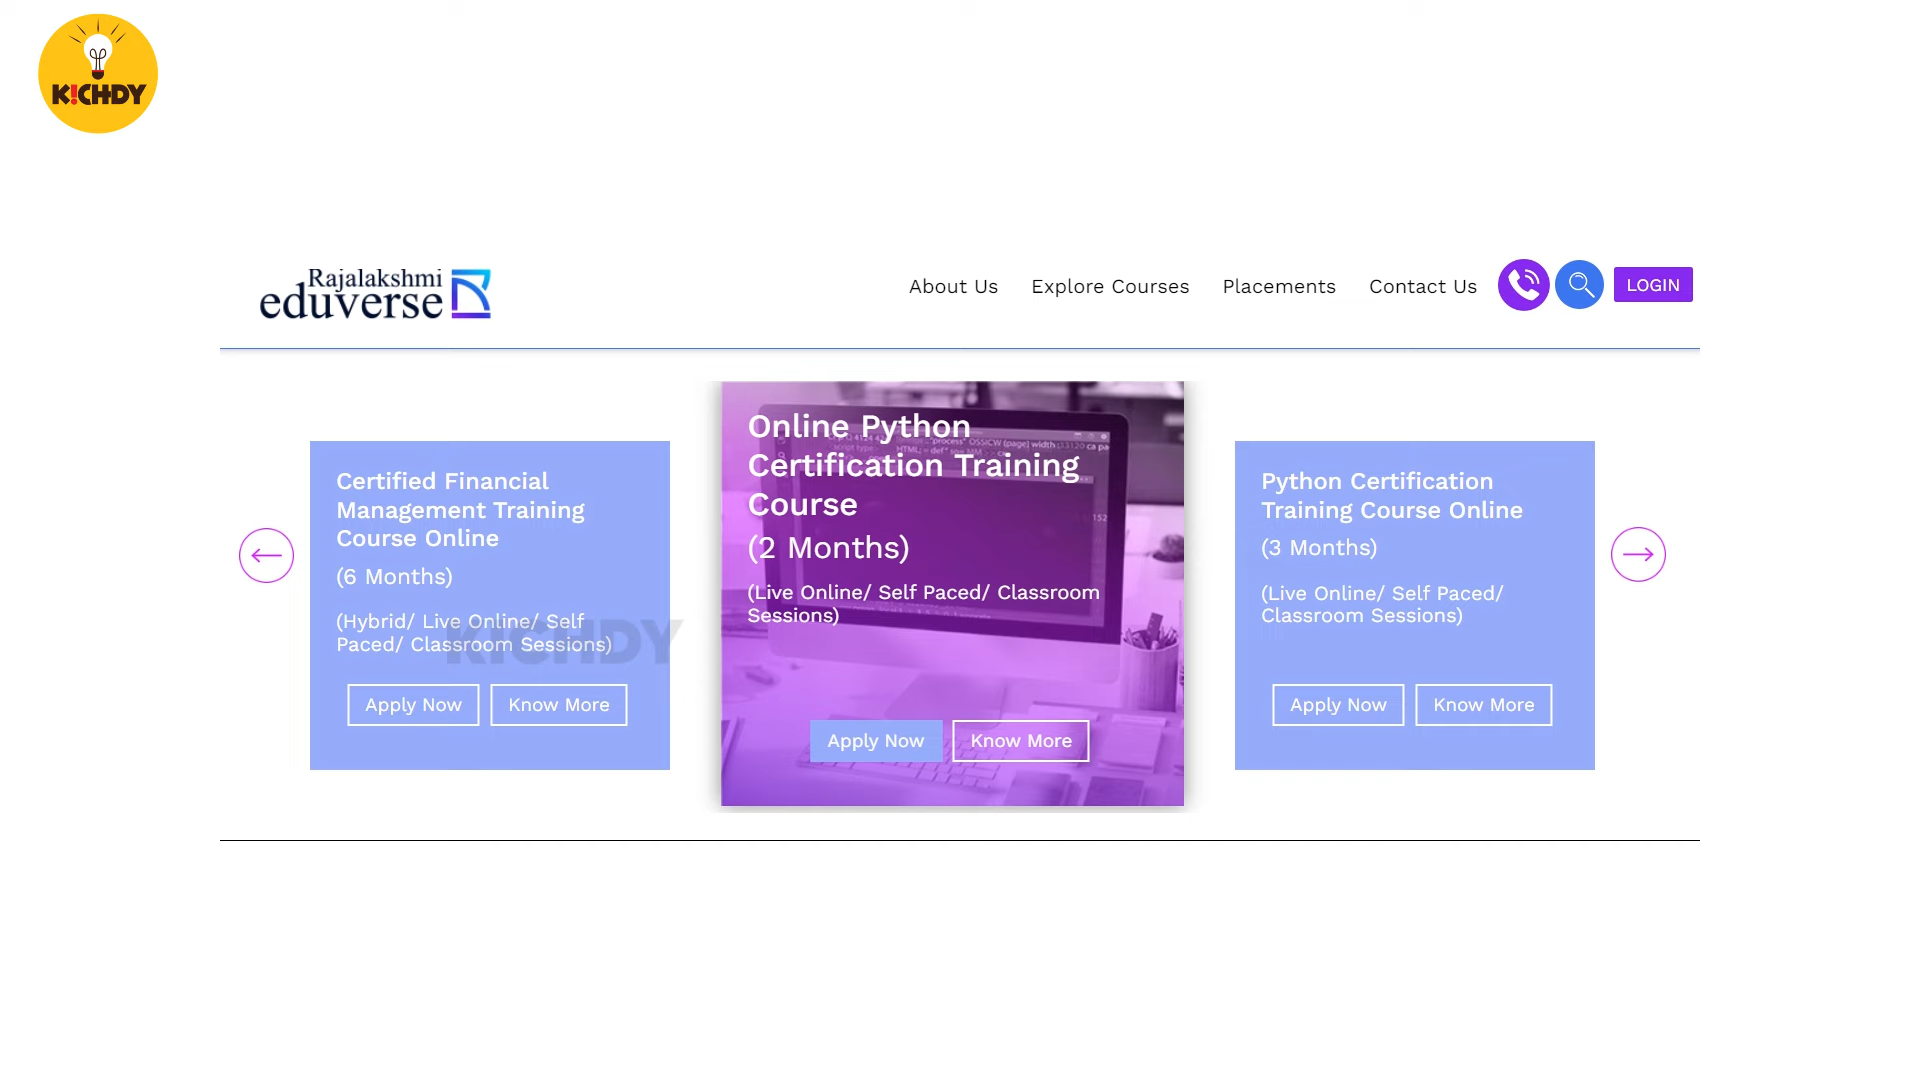 K!CHDY
Rajalakshmi
eduverse
About Us Explore Courses Placements Contact Us LOGIN
Certified Financial
Management Training
Course Online
(6 Months)
(Hybrid/ Live Online/ Self
Paced/ Classroom Sessions)
Apply Now Know More
KICHDY
Online Python
Certification Training
Course
(2 Months)
(Live Online/ Self Paced/ Classroom
Sessions)
Apply Now Know More
Python Certification
Training Course Online
(3 Months)
(Live Online/ Self Paced/
Classroom Sessions)
Apply Now Know More